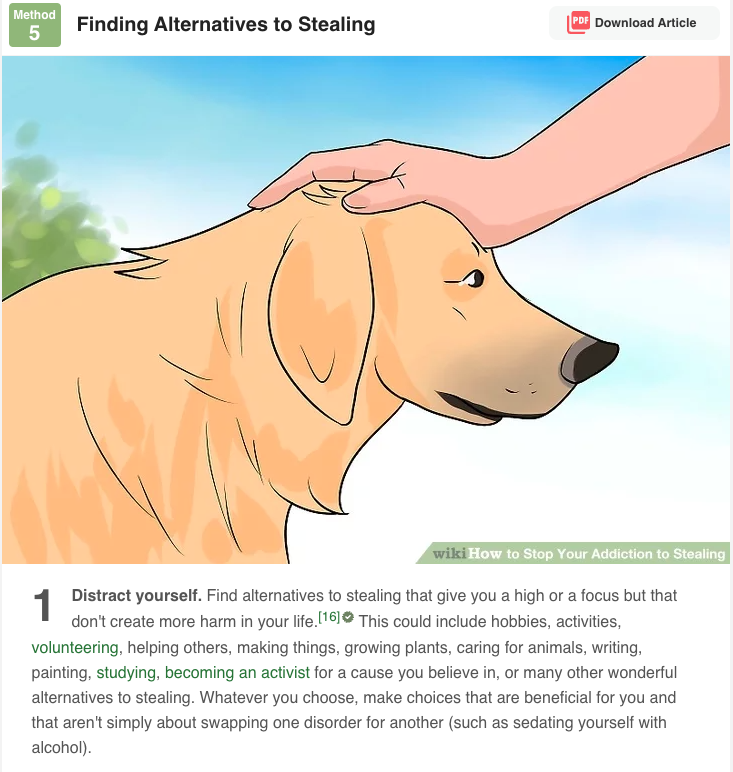 Method
5
Finding Alternatives to Stealing
PDF
Download Article
wikiHow to Stop Your Addiction to Stealing
1
Distract yourself. Find alternatives to stealing that give you a high or a focus but that
don't create more harm in your life.[16] This could include hobbies, activities,
volunteering, helping others, making things, growing plants, caring for animals, writing,
painting, studying, becoming an activist for a cause you believe in, or many other wonderful
alternatives to stealing. Whatever you choose, make choices that are beneficial for you and
that aren't simply about swapping one disorder for another (such as sedating yourself with
alcohol).